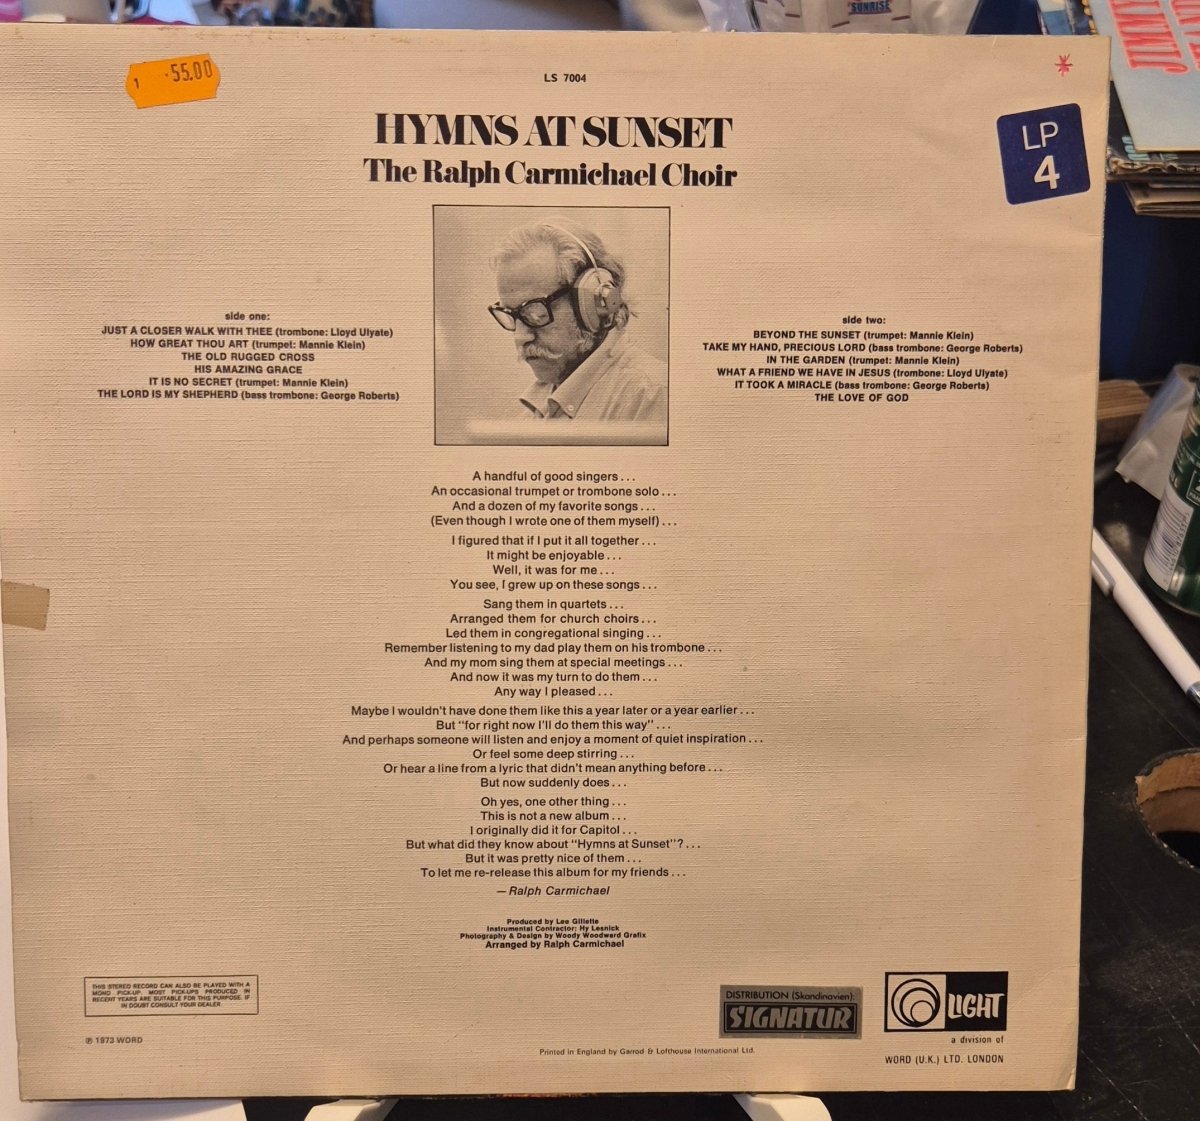 SUNRISE
JIMMY
1 55.00
LS 7004
HYMNS AT SUNSET
The Ralph Carmichael Choir
LP
4
side one:
JUST A CLOSER WALK WITH THEE (trombone: Lloyd Ulyate)
HOW GREAT THOU ART (trumpet: Mannie Klein)
THE OLD RUGGED CROSS
HIS AMAZING GRACE
IT IS NO SECRET (trumpet: Mannie Klein)
THE LORD IS MY SHEPHERD (bass trombone: George Roberts)
side two:
BEYOND THE SUNSET (trumpet: Mannie Klein)
TAKE MY HAND, PRECIOUS LORD (bass trombone: George Roberts)
IN THE GARDEN (trumpet: Mannie Klein)
WHAT A FRIEND WE HAVE IN JESUS (trombone: Lloyd Ulyate)
IT TOOK A MIRACLE (bass trombone: George Roberts)
THE LOVE OF GOD
A handful of good singers . . .
An occasional trumpet or trombone solo . . .
And a dozen of my favorite songs . . .
(Even though I wrote one of them myself) . . .
I figured that if I put it all together . . .
It might be enjoyable . . .
Well, it was for me . . .
You see, I grew up on these songs . . .
Sang them in quartets . . .
Arranged them for church choirs . . .
Led them in congregational singing . . .
Remember listening to my dad play them on his trombone . . .
And my mom sing them at special meetings . . .
And now it was my turn to do them . . .
Any way I pleased . . .
Maybe I wouldn't have done them like this a year later or a year earlier . . .
But "for right now I'll do them this way" . . .
And perhaps someone will listen and enjoy a moment of quiet inspiration . . .
Or feel some deep stirring . . .
Or hear a line from a lyric that didn't mean anything before . . .
But now suddenly does . . .
Oh yes, one other thing . . .
This is not a new album . . .
I originally did it for Capitol . . .
But what did they know about "Hymns at Sunset"? . . .
But it was pretty nice of them . . .
To let me re-release this album for my friends . . .
— Ralph Carmichael
Produced by Lee Gillette
Instrumental Contractor: Hy Lesnick
Photography & Design by Woody Woodward Grafix
Arranged by Ralph Carmichael
THIS STEREO RECORD CAN ALSO BE PLAYED WITH A
MONO PICK-UP. MOST PICK-UPS PRODUCED IN
RECENT YEARS ARE SUITABLE FOR THIS PURPOSE. IF
IN DOUBT CONSULT YOUR DEALER.
℗ 1973 WORD
DISTRIBUTION (Skandinavien):
SIGNATUR
LIGHT
a division of
WORD (U.K.) LTD. LONDON
Printed in England by Garrod & Lofthouse International Ltd.